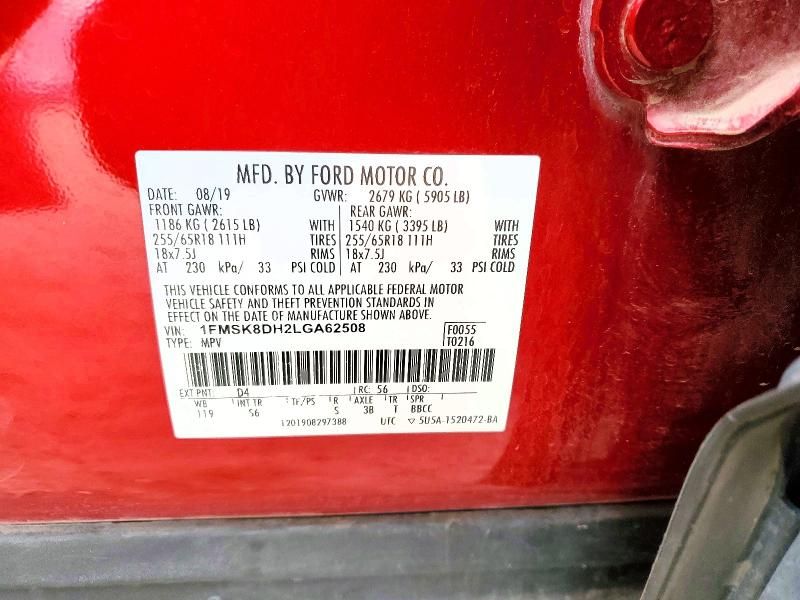 MFD. BY FORD MOTOR CO.
DATE: 08/19 GVWR: 2679 KG ( 5905 LB)
FRONT GAWR: REAR GAWR:
1186 KG ( 2615 LB) WITH 1540 KG ( 3395 LB) WITH
255/65R18 111H TIRES 255/65R18 111H TIRES
18x7.5J RIMS 18x7.5J RIMS
AT 230 kPa/ 33 PSI COLD AT 230 kPa/ 33 PSI COLD
THIS VEHICLE CONFORMS TO ALL APPLICABLE FEDERAL MOTOR
VEHICLE SAFETY AND THEFT PREVENTION STANDARDS IN
EFFECT ON THE DATE OF MANUFACTURE SHOWN ABOVE.
VIN: 1FMSK8DH2LGA62508 F0055
TYPE: MPV T0216
EXT PNT: D4 RC: 56 DSO:
WB INT TR TF/PS R AXLE TR SPR
119 S6 S 3B T BBCC
1201908297388 UTC ▽ 5U5A-1520472-BA